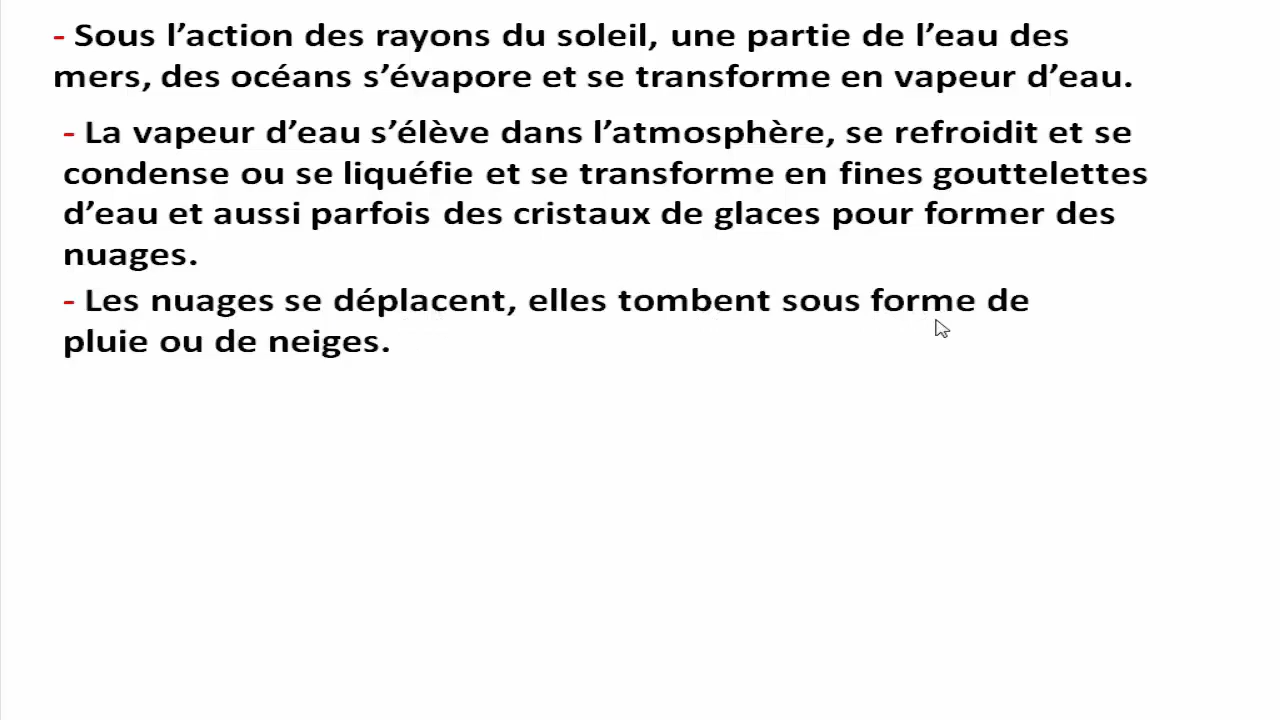 - Sous l’action des rayons du soleil, une partie de l’eau des
mers, des océans s’évapore et se transforme en vapeur d’eau.
- La vapeur d’eau s’élève dans l’atmosphère, se refroidit et se
condense ou se liquéfie et se transforme en fines gouttelettes
d’eau et aussi parfois des cristaux de glaces pour former des
nuages.
- Les nuages se déplacent, elles tombent sous forme de
pluie ou de neiges.